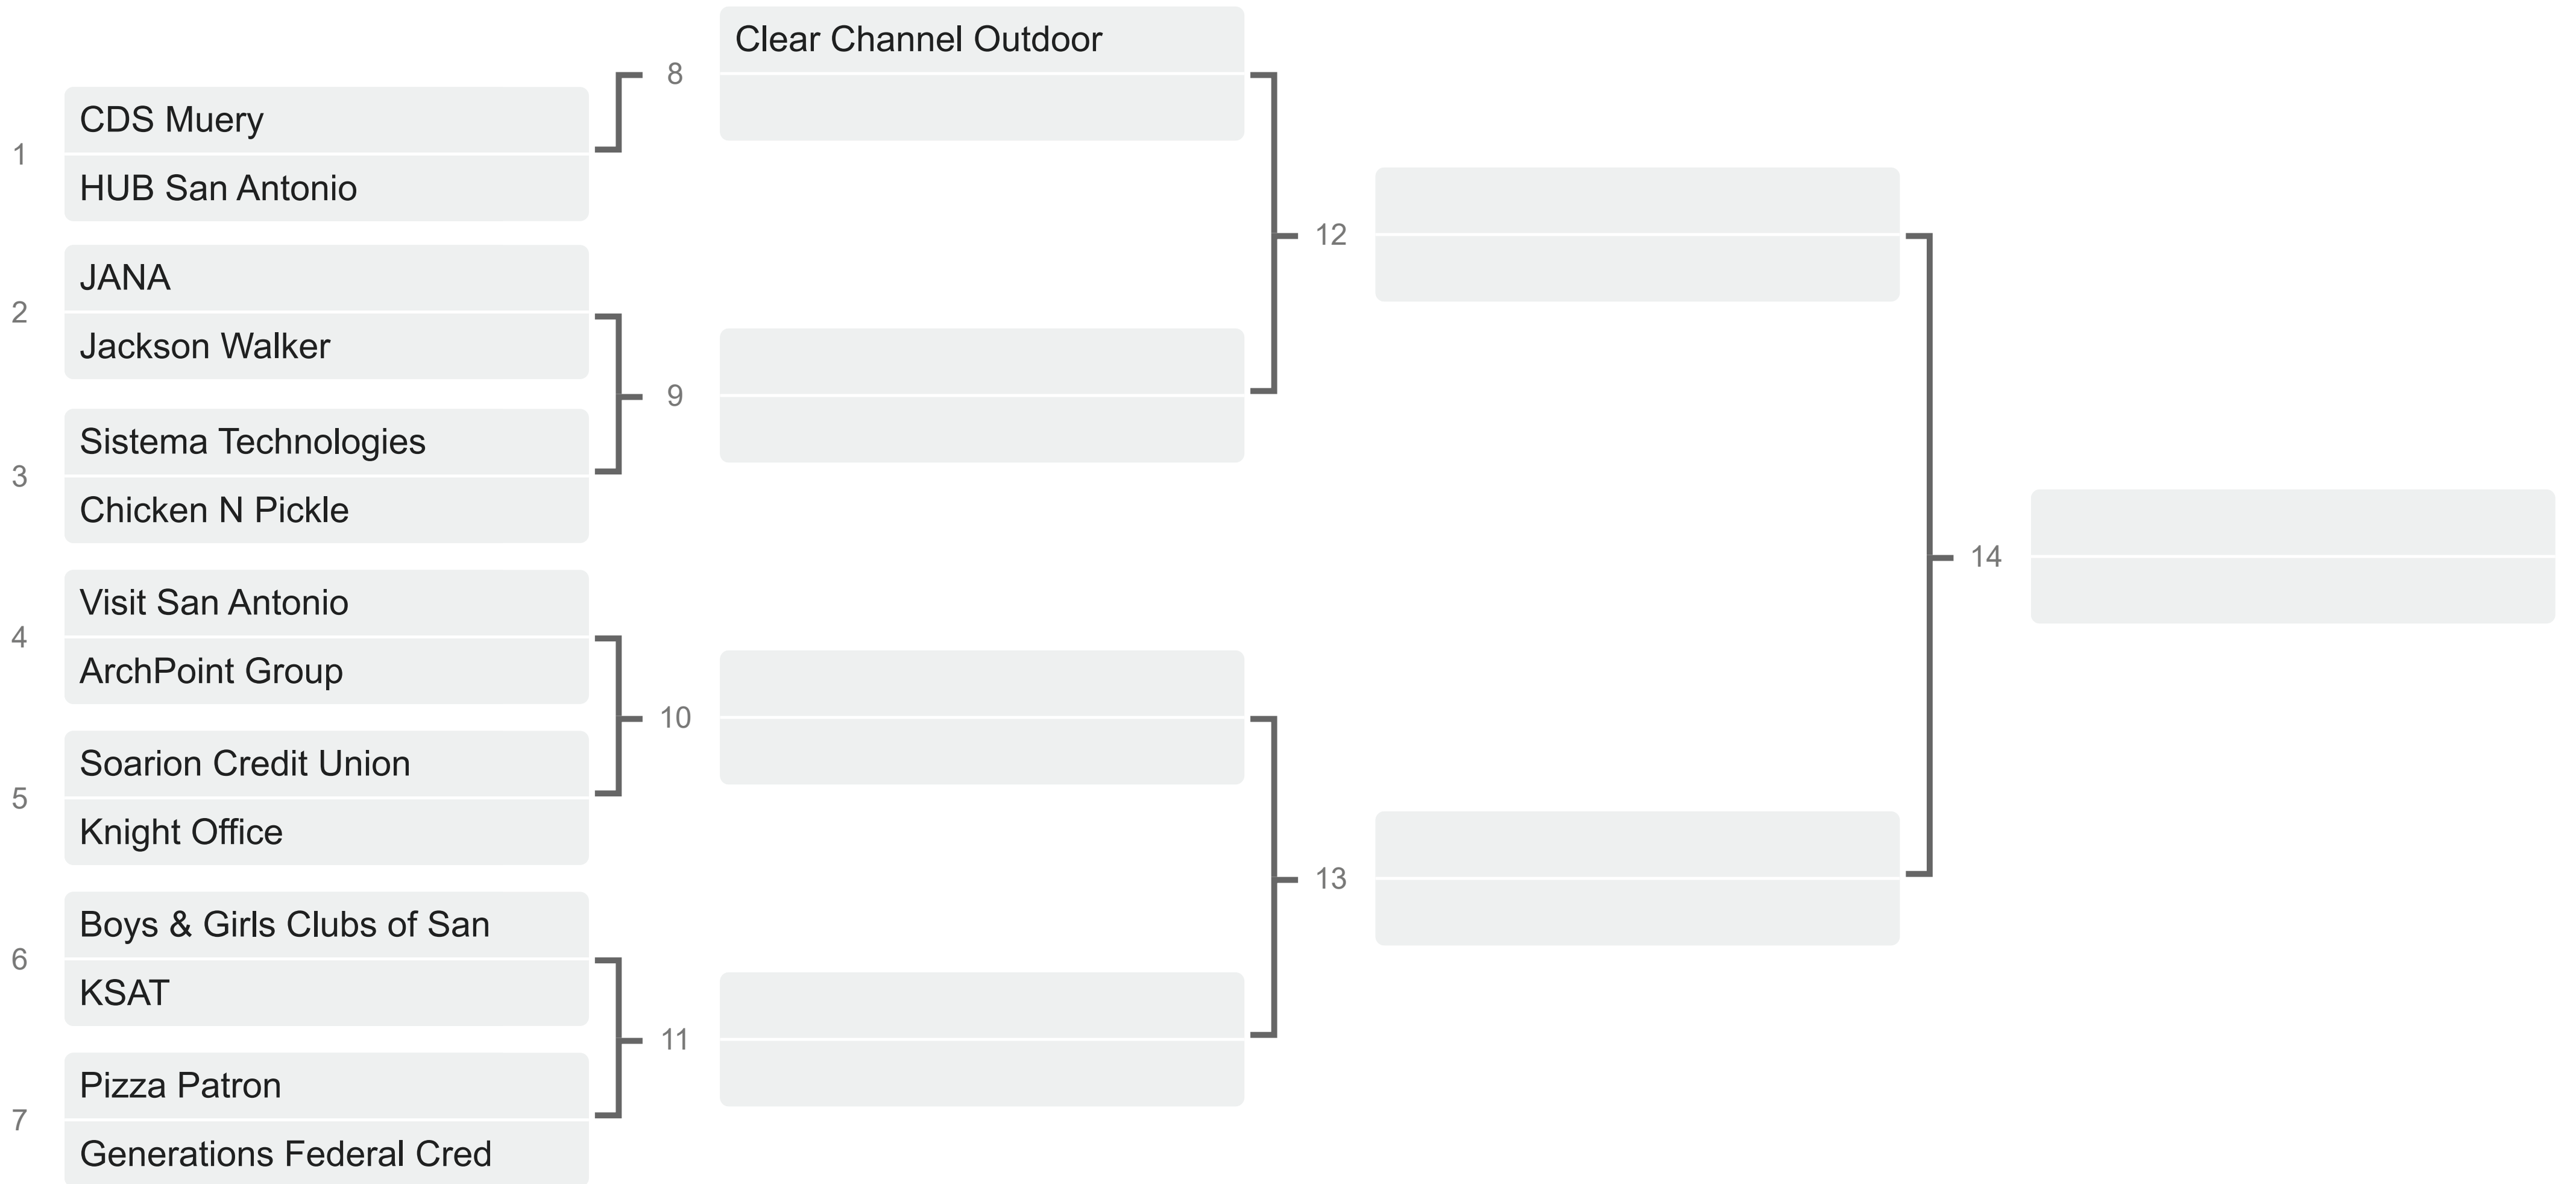 Clear Channel Outdoor
8
CDS Muery
1
HUB San Antonio
12
JANA
2
Jackson Walker
9
Sistema Technologies
3
Chicken N Pickle
14
Visit San Antonio
4
ArchPoint Group
10
Soarion Credit Union
5
Knight Office
13
Boys & Girls Clubs of San
6
KSAT
11
Pizza Patron
7
Generations Federal Cred